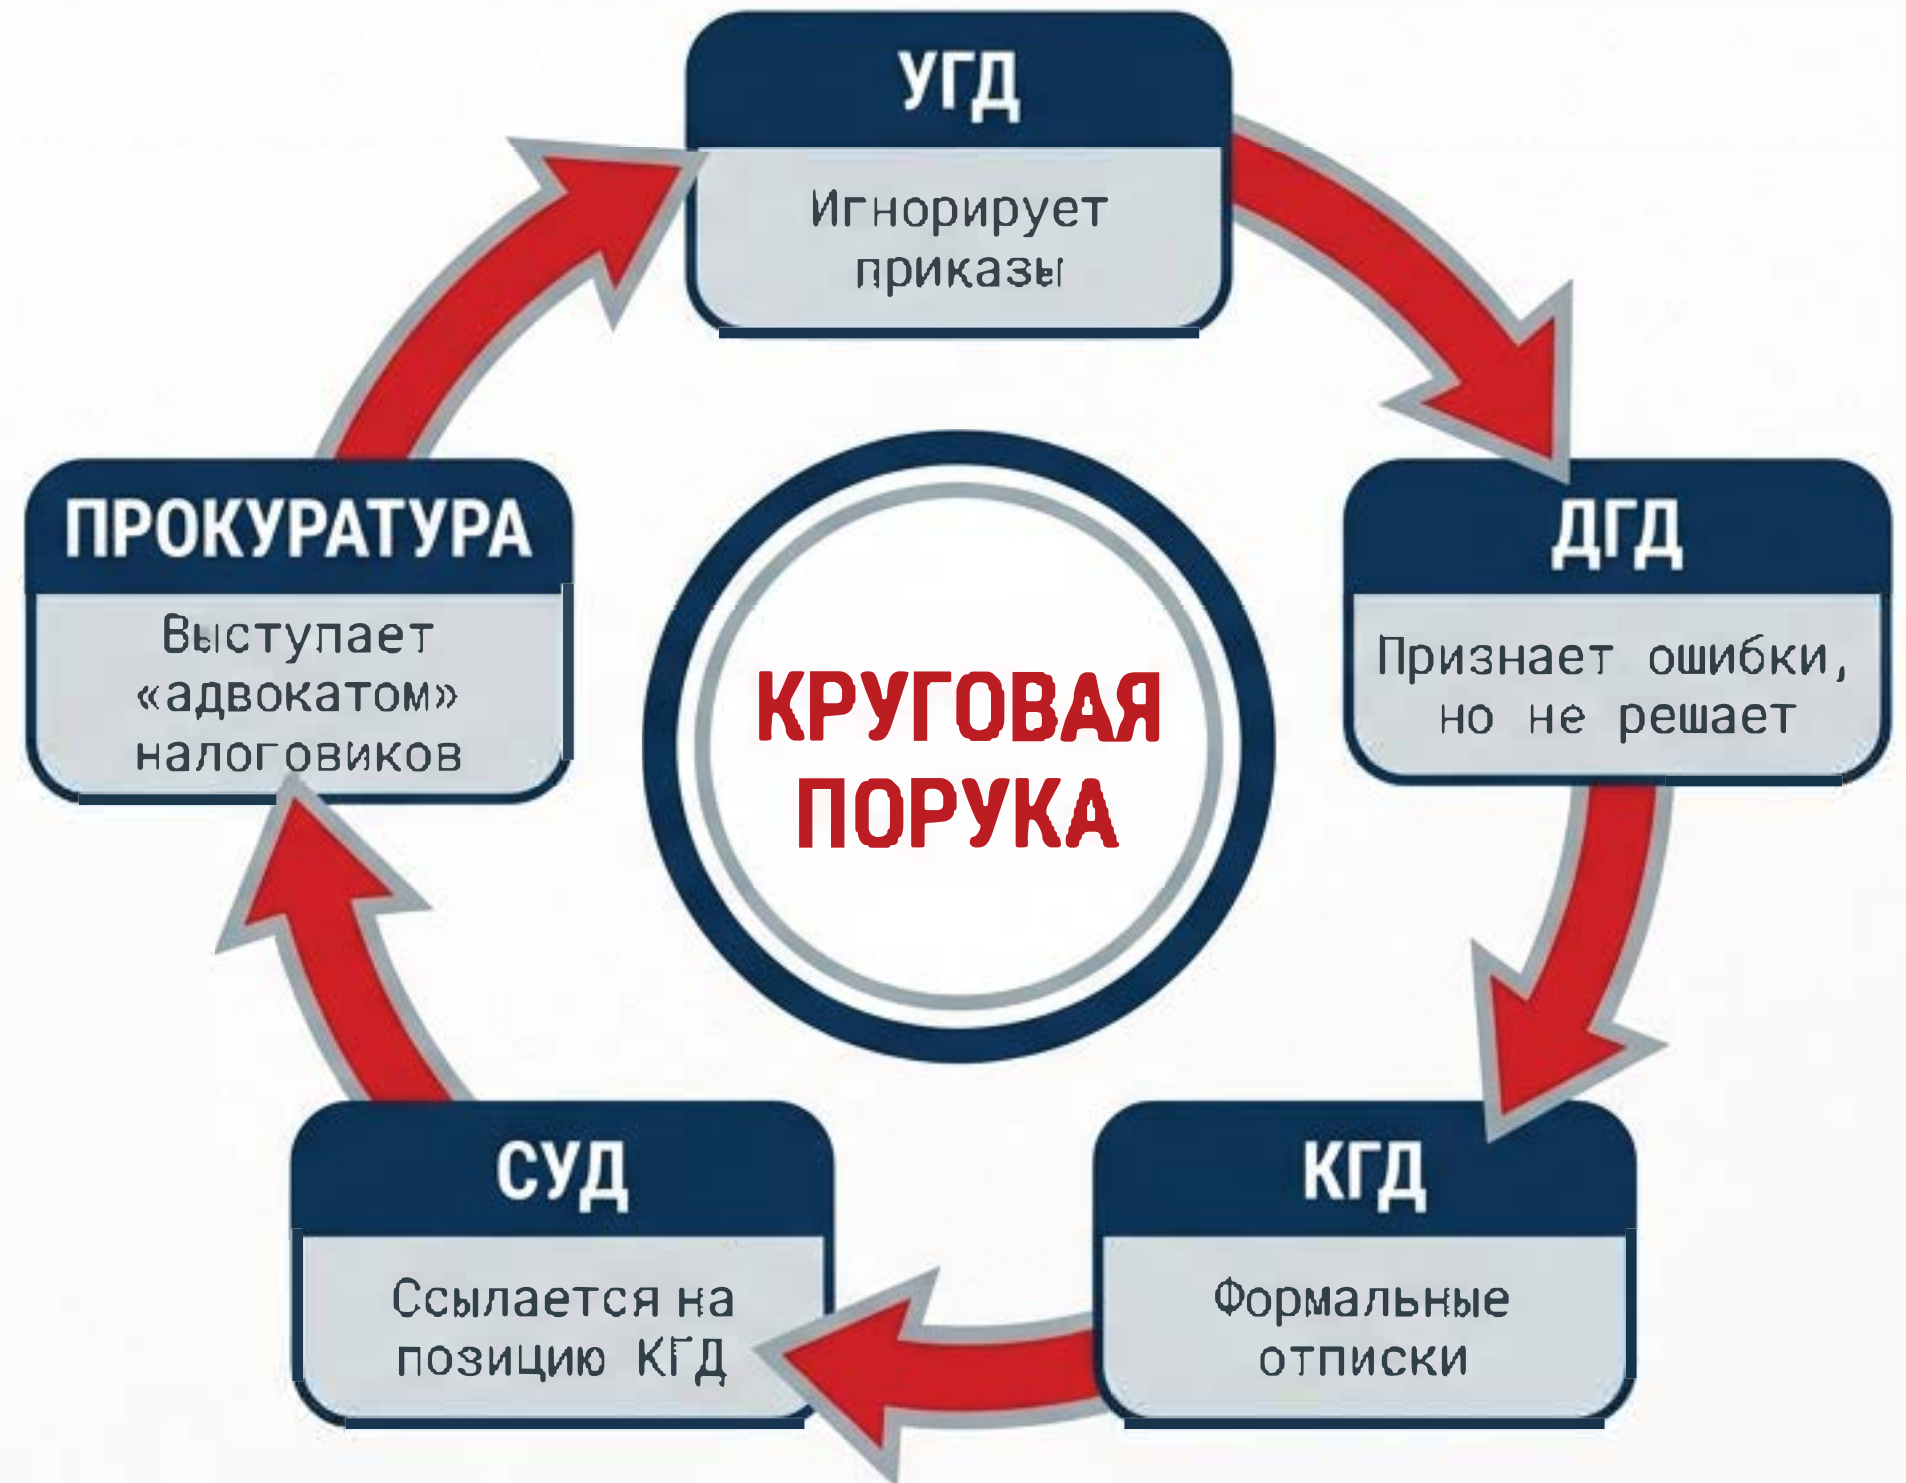 УГД
Игнорирует
приказы
ДГД
Признает ошибки,
но не решает
КГД
Формальные
отписки
СУД
Ссылается на
позицию КГД
ПРОКУРАТУРА
Выступает
«адвокатом»
налоговиков
КРУГОВАЯ
ПОРУКА